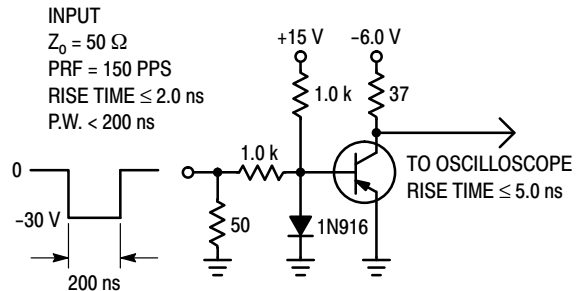 INPUT
Zo = 50 Ω
PRF = 150 PPS
RISE TIME ≤ 2.0 ns
P.W. < 200 ns
+15 V
−6.0 V
1.0 k
37
1.0 k
0
TO OSCILLOSCOPE
RISE TIME ≤ 5.0 ns
−30 V
50
1N916
200 ns